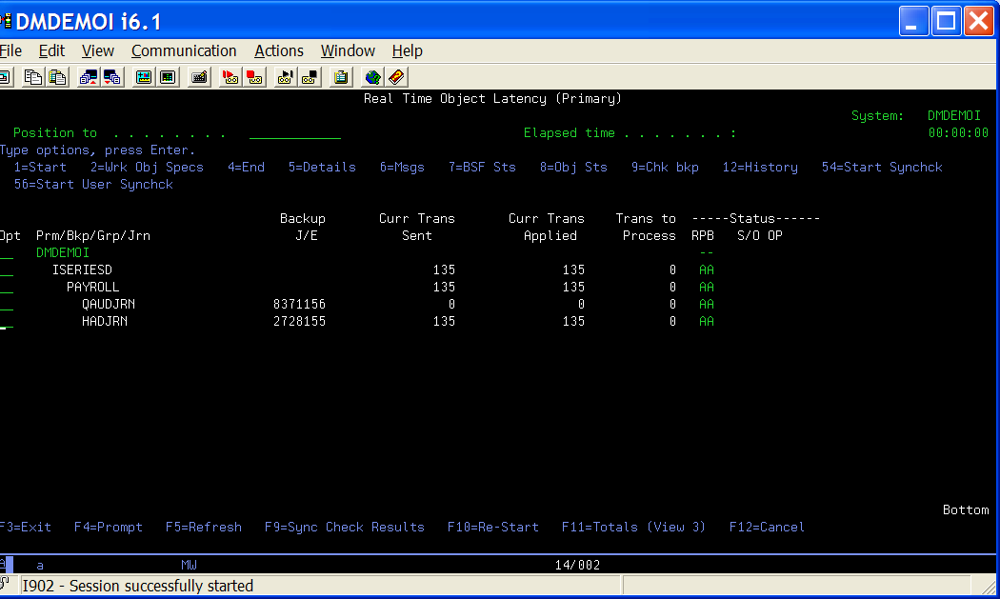 DMDEMOI i6.1
File Edit View Communication Actions Window Help
Real Time Object Latency (Primary)
System: DMDEMOI
Position to . . . . . . . . Elapsed time . . . . . . . : 00:00:00
Type options, press Enter.
1=Start 2=Wrk Obj Specs 4=End 5=Details 6=Msgs 7=BSF Sts 8=Obj Sts 9=Chk bkp 12=History 54=Start Synchck
56=Start User Synchck
Backup Curr Trans Curr Trans Trans to -----Status------
Opt Prm/Bkp/Grp/Jrn J/E Sent Applied Process RPB S/O OP
DMDEMOI --
ISERIESD 135 135 0 AA
PAYROLL 135 135 0 AA
QAUDJRN 8371156 0 0 0 AA
HADJRN 2728155 135 135 0 AA
Bottom
F3=Exit F4=Prompt F5=Refresh F9=Sync Check Results F10=Re-Start F11=Totals (View 3) F12=Cancel
A a MW 14/002
I902 - Session successfully started